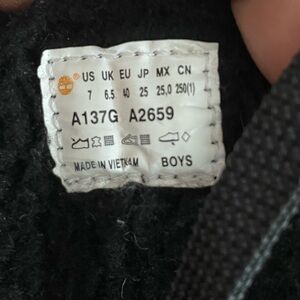 US UK EU JP MX CN
7 6.5 40 25 25,0 250(1)
A137G A2659
MADE IN VIETNAM BOYS